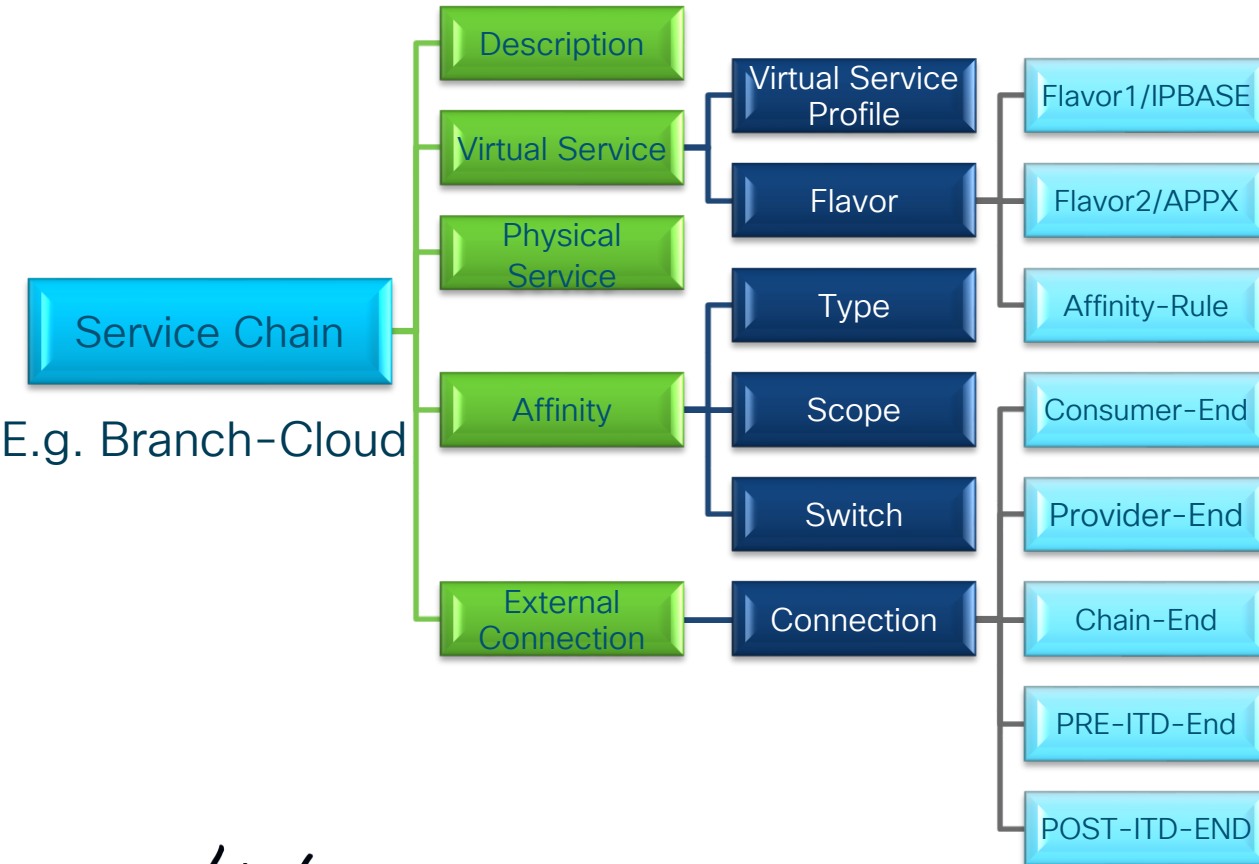 Service Chain
E.g. Branch-Cloud
Description
Virtual Service
Physical
Service
Affinity
External
Connection
Virtual Service
Profile
Flavor
Type
Scope
Switch
Connection
Flavor1/IPBASE
Flavor2/APPX
Affinity-Rule
Consumer-End
Provider-End
Chain-End
PRE-ITD-End
POST-ITD-END